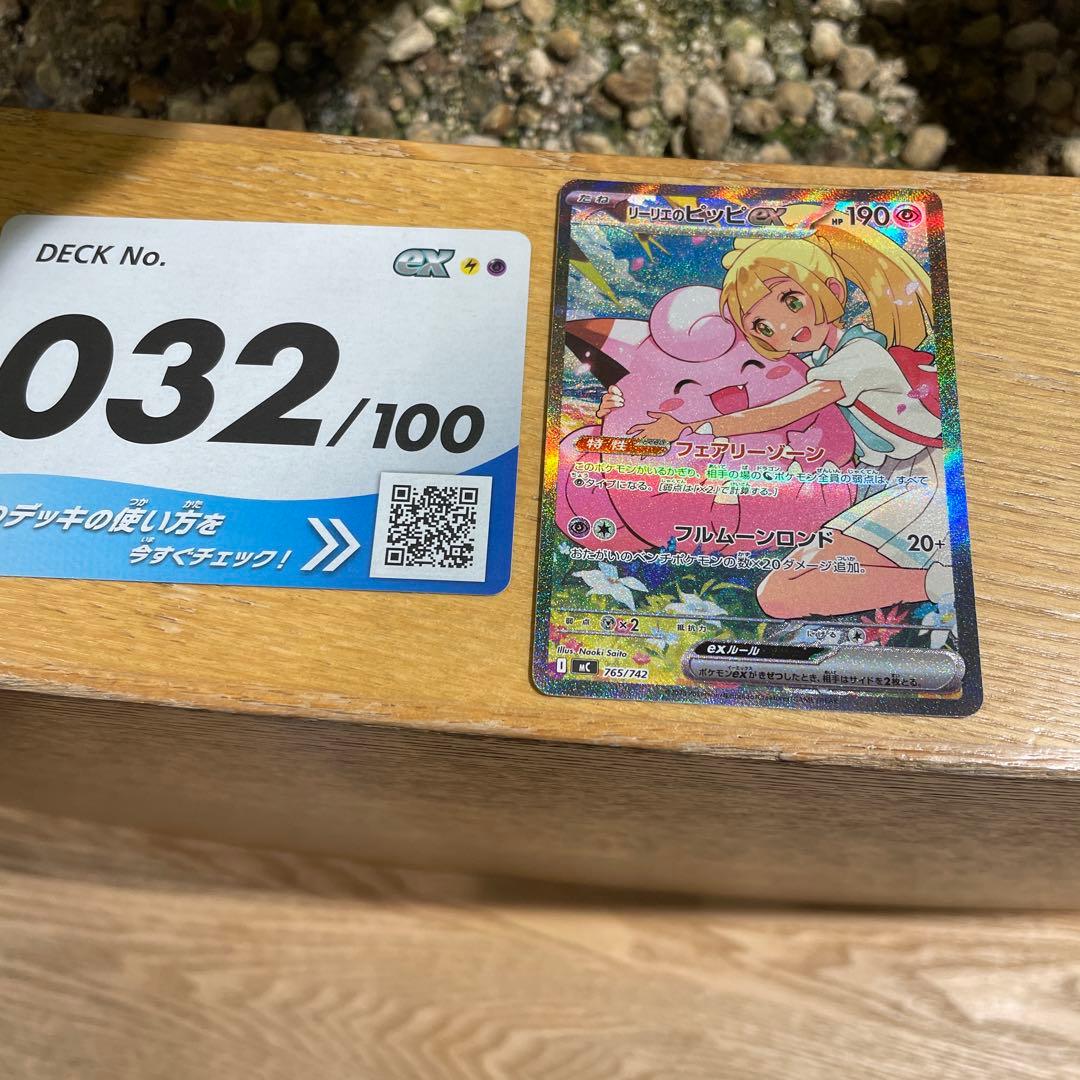 DECK No.
ex
032/100
のデッキの使い方を
今すぐチェック!
たね
リーリエのピッピex
HP 190
特性
フェアリーゾーン
このポケモンがいるかぎり、相手の場のポケモン全員の弱点は、すべて
タイプになる。[弱点は「×2」で計算する。]
フルムーンロンド 20+
おたがいのベンチポケモンの数×20ダメージ追加。
弱点 ×2 抵抗力 にげる
Illus. Naoki Saito
exルール
I MC 765/742
ポケモンexがきぜつしたとき、相手はサイドを2枚とる。